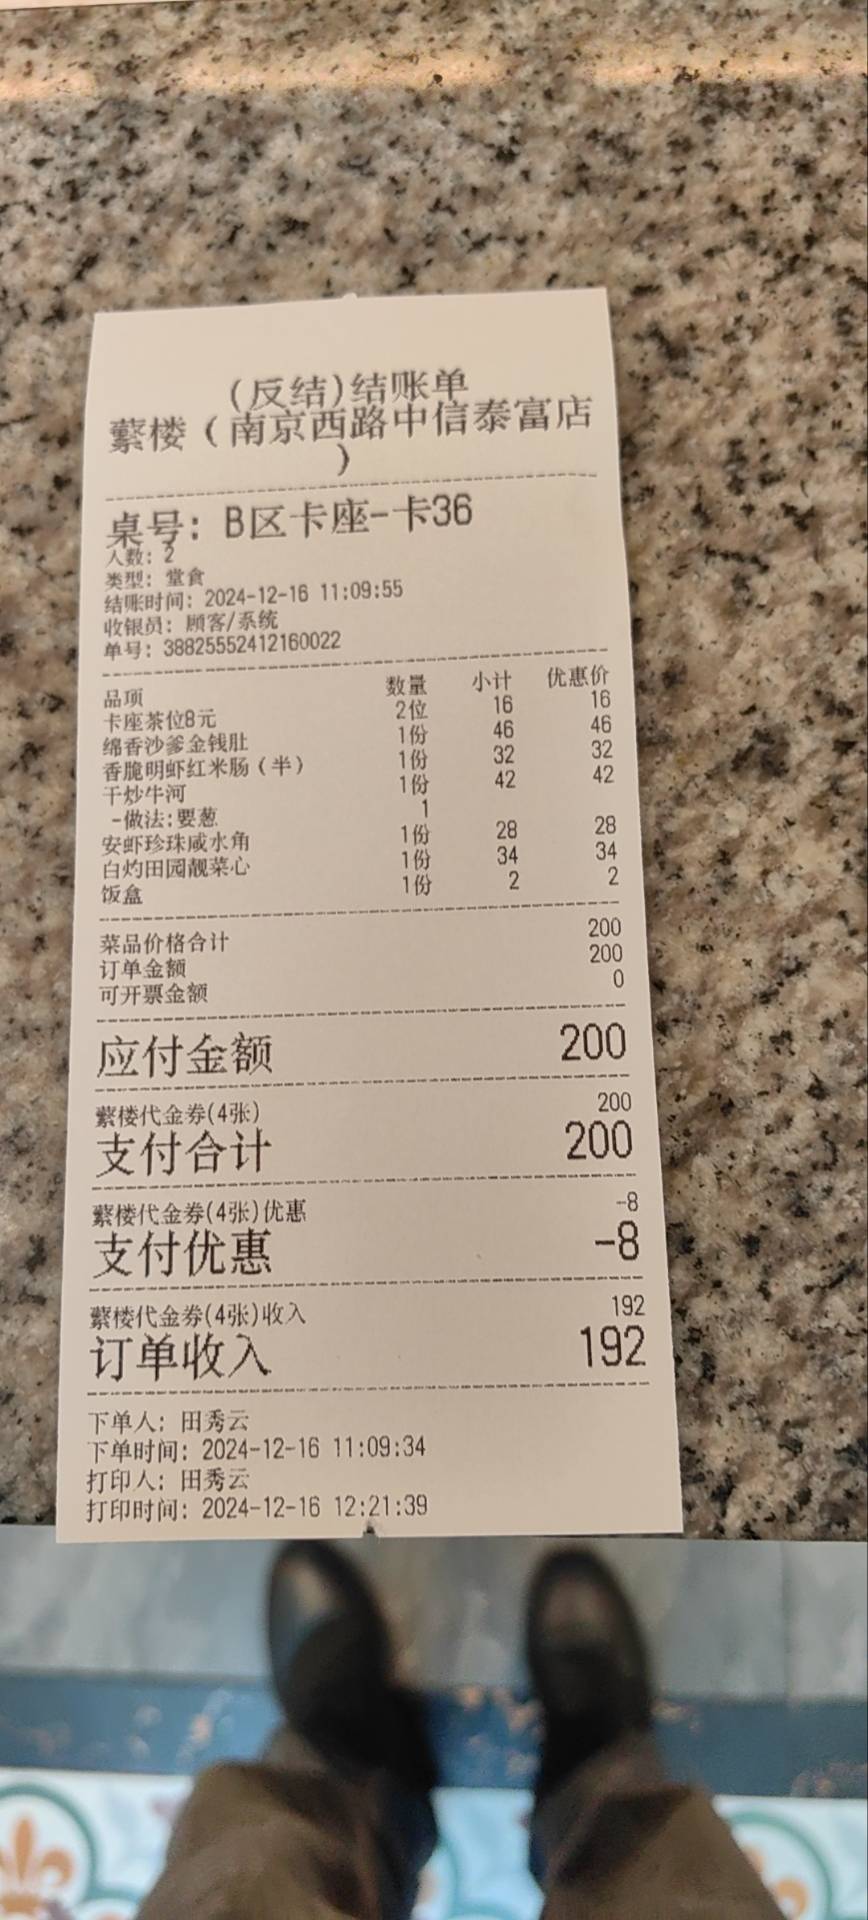 (反结)结账单
蘩楼(南京西路中信泰富店
)
桌号: B区卡座-卡36
人数: 2
类型: 堂食
结账时间: 2024-12-16 11:09:55
收银员: 顾客/系统
单号: 38825552412160022
品项 数量 小计 优惠价
卡座茶位8元 2位 16 16
绵香沙爹金钱肚 1份 46 46
香脆明虾红米肠(半) 1份 32 32
干炒牛河 1份 42 42
-做法:要葱 1
安虾珍珠咸水角 1份 28 28
白灼田园靓菜心 1份 34 34
饭盒 1份 2 2
菜品价格合计 200
订单金额 200
可开票金额 0
应付金额 200
蘩楼代金券(4张) 200
支付合计 200
蘩楼代金券(4张)优惠 -8
支付优惠 -8
蘩楼代金券(4张)收入 192
订单收入 192
下单人: 田秀云
下单时间: 2024-12-16 11:09:34
打印人: 田秀云
打印时间: 2024-12-16 12:21:39